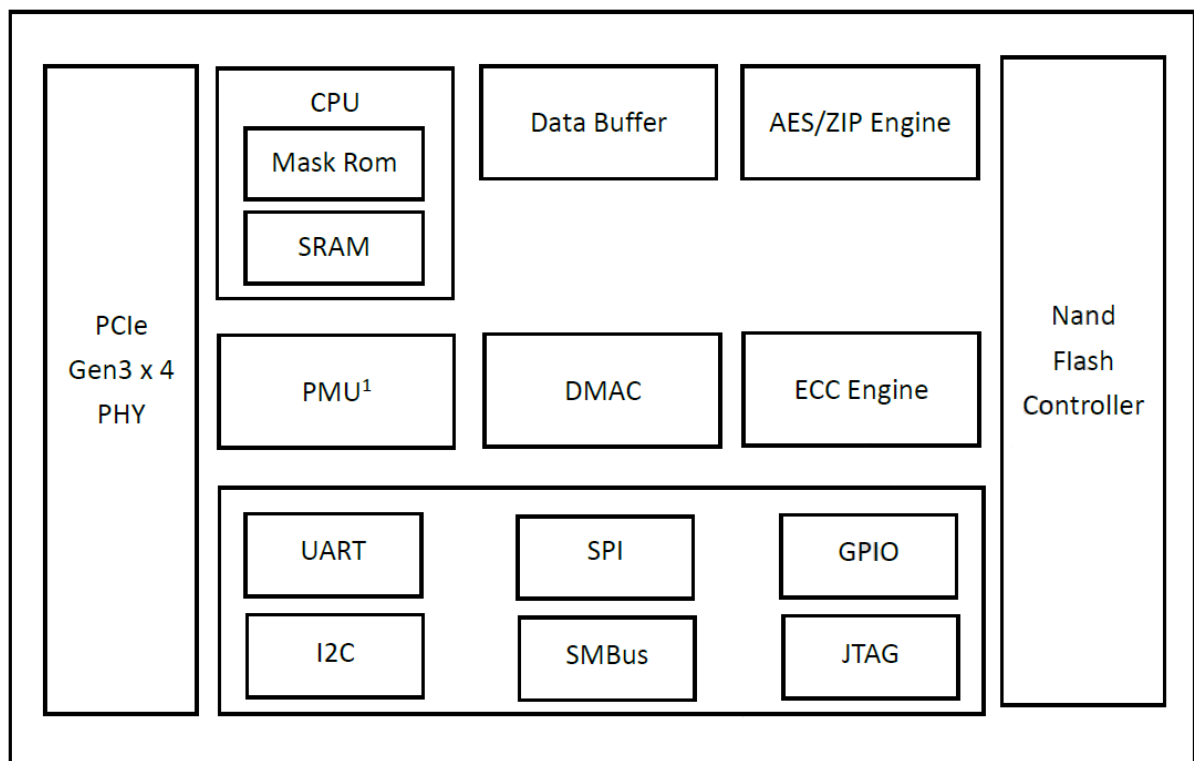 PCIe
Gen3 x 4
PHY
CPU
Mask Rom
SRAM
Data Buffer
AES/ZIP Engine
PMU¹
DMAC
ECC Engine
UART
SPI
GPIO
I2C
SMBus
JTAG
Nand
Flash
Controller